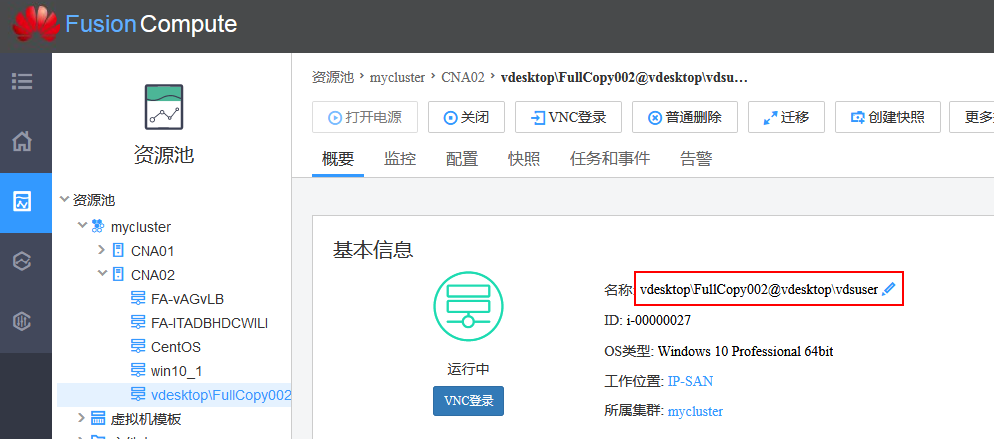 Fusion Compute
资源池 › mycluster › CNA02 › vdesktop\FullCopy002@vdesktop\vdsu...
打开电源 关闭 VNC登录 普通删除 迁移 创建快照 更多
资源池
概要 监控 配置 快照 任务和事件 告警
资源池
mycluster
CNA01
CNA02
FA-vAGvLB
FA-ITADBHDCWILI
CentOS
win10_1
vdesktop\FullCopy002
虚拟机模板
基本信息
运行中
VNC登录
名称: vdesktop\FullCopy002@vdesktop\vdsuser
ID: i-00000027
OS类型: Windows 10 Professional 64bit
工作位置: IP-SAN
所属集群: mycluster